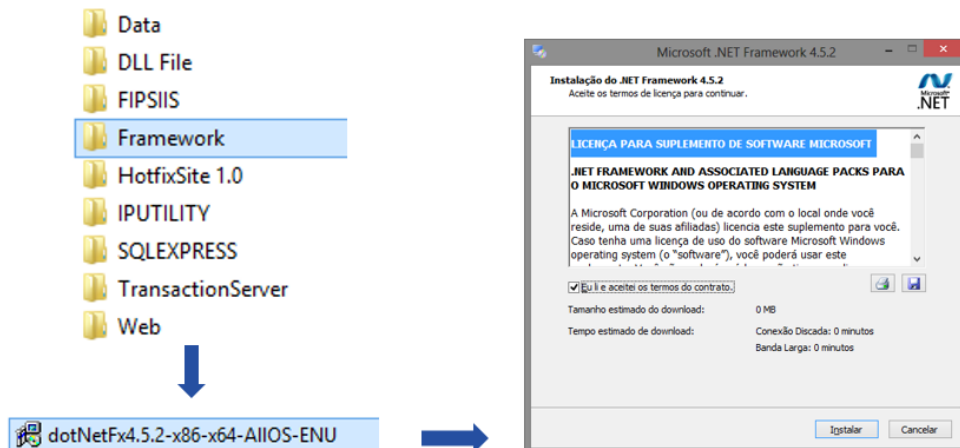 Data
DLL File
FIPSIIS
Framework
HotfixSite 1.0
IPUTILITY
SQLEXPRESS
TransactionServer
Web
dotNetFx4.5.2-x86-x64-AllOS-ENU
Microsoft .NET Framework 4.5.2
Instalação do .NET Framework 4.5.2
Aceite os termos de licença para continuar.
Microsoft
.NET
LICENÇA PARA SUPLEMENTO DE SOFTWARE MICROSOFT
.NET FRAMEWORK AND ASSOCIATED LANGUAGE PACKS PARA
O MICROSOFT WINDOWS OPERATING SYSTEM
A Microsoft Corporation (ou de acordo com o local onde você
reside, uma de suas afiliadas) licencia este suplemento para você.
Caso tenha uma licença de uso do software Microsoft Windows
operating system (o “software”), você poderá usar este
Eu li e aceitei os termos do contrato.
Tamanho estimado do download: 0 MB
Tempo estimado de download: Conexão Discada: 0 minutos
Banda Larga: 0 minutos
Instalar Cancelar